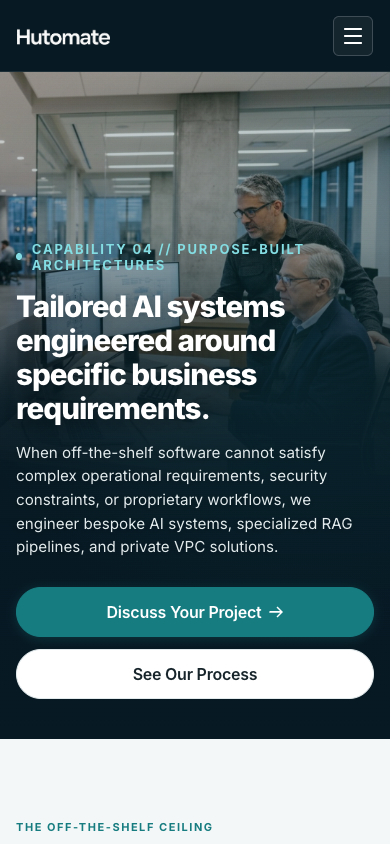 Hutomate
CAPABILITY 04 // PURPOSE-BUILT
ARCHITECTURES
Tailored AI systems
engineered around
specific business
requirements.
When off-the-shelf software cannot satisfy
complex operational requirements, security
constraints, or proprietary workflows, we
engineer bespoke AI systems, specialized RAG
pipelines, and private VPC solutions.
Discuss Your Project →
See Our Process
THE OFF-THE-SHELF CEILING